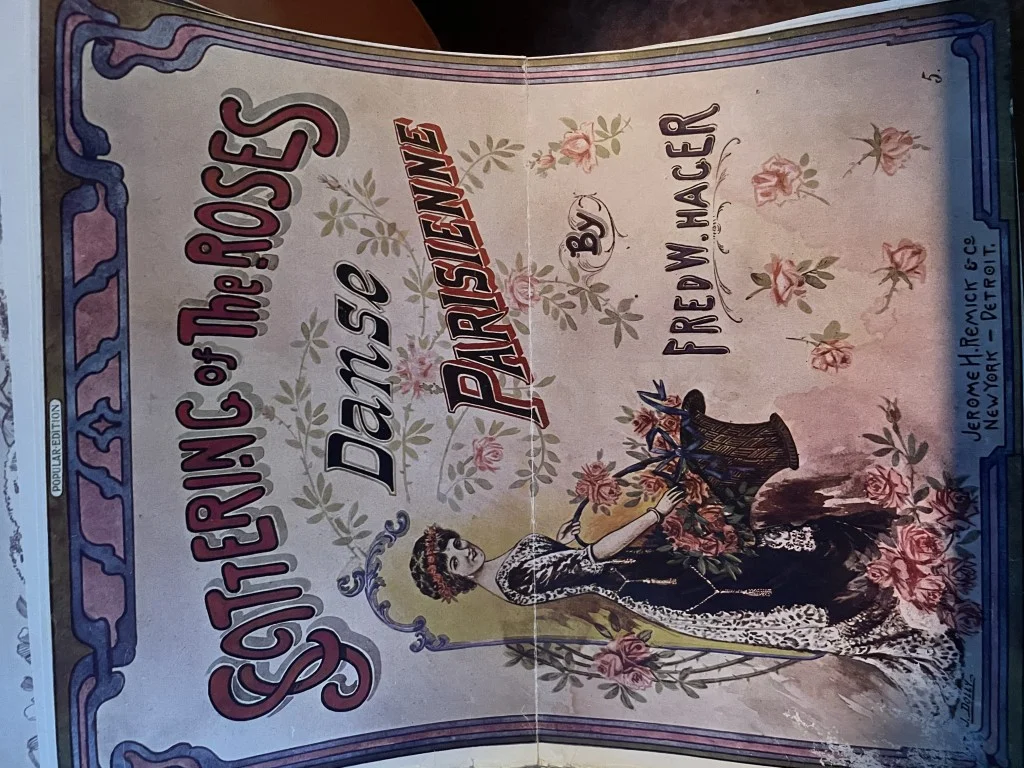 POPULAR-EDITION
SCATTERING of The ROSES
Danse
PARISIENNE
By
FRED W. HAGER
5.
JEROME H. REMICK & Co
NEW YORK - DETROIT.